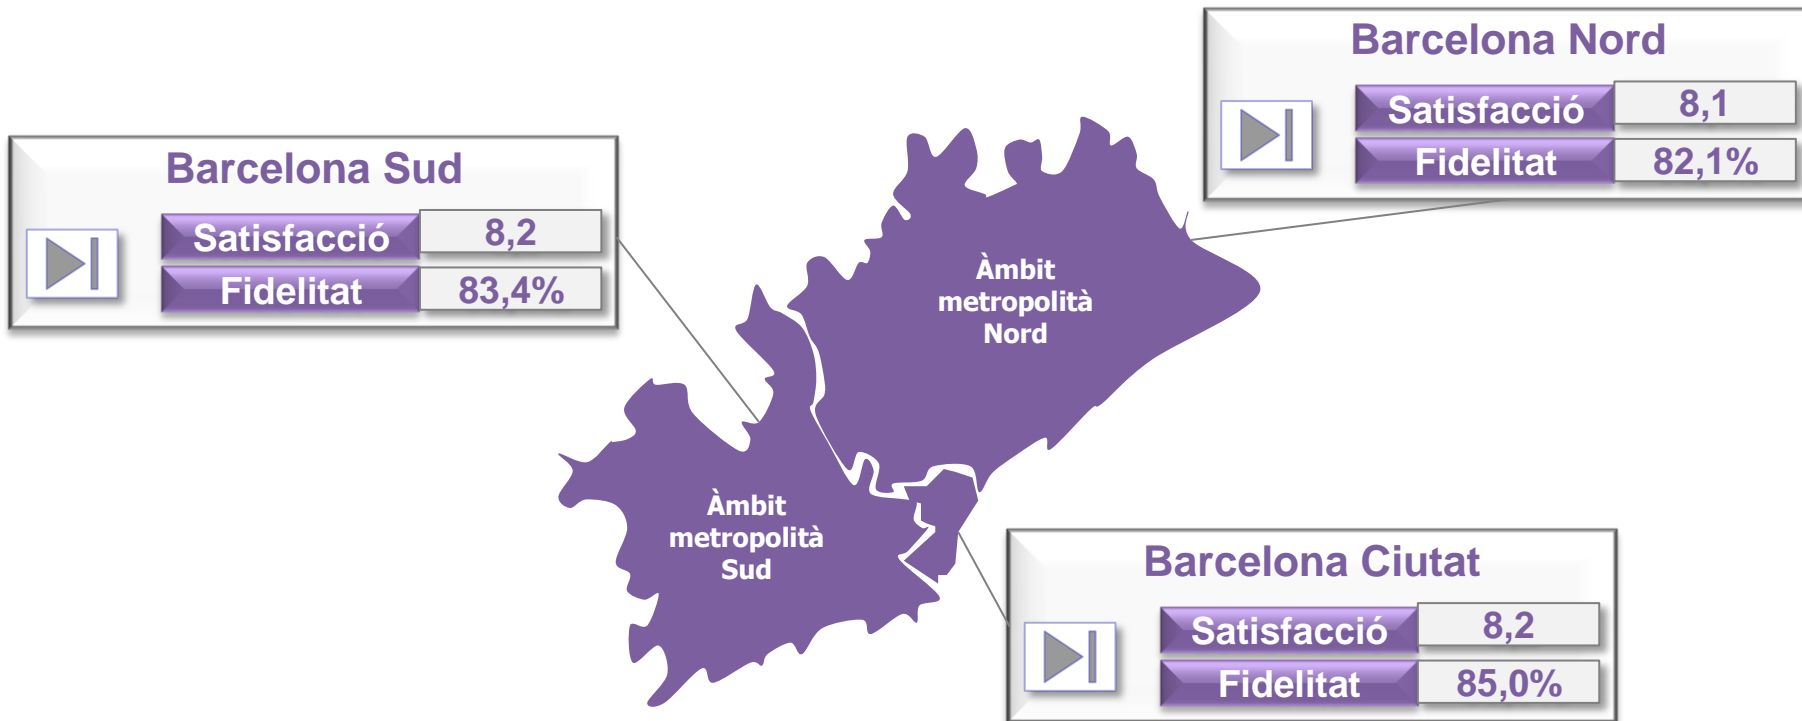 Barcelona Nord
Satisfacció 8,1
Fidelitat 82,1%
Barcelona Sud
Satisfacció 8,2
Fidelitat 83,4%
Àmbit
metropolità
Nord
Àmbit
metropolità
Sud
Barcelona Ciutat
Satisfacció 8,2
Fidelitat 85,0%